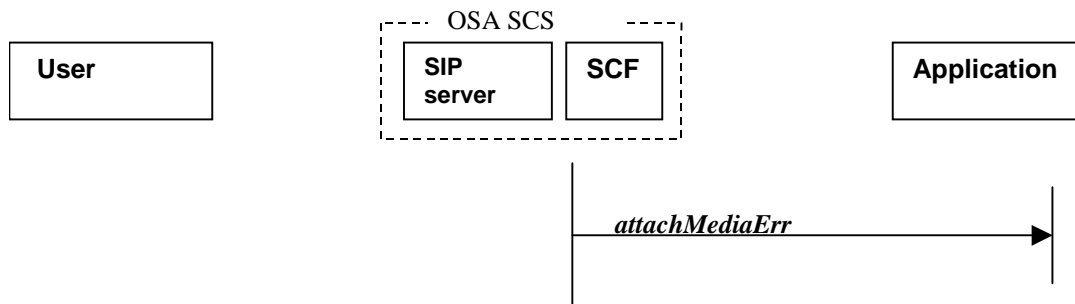 OSA SCS
User
SIP
server
SCF
Application
attachMediaErr